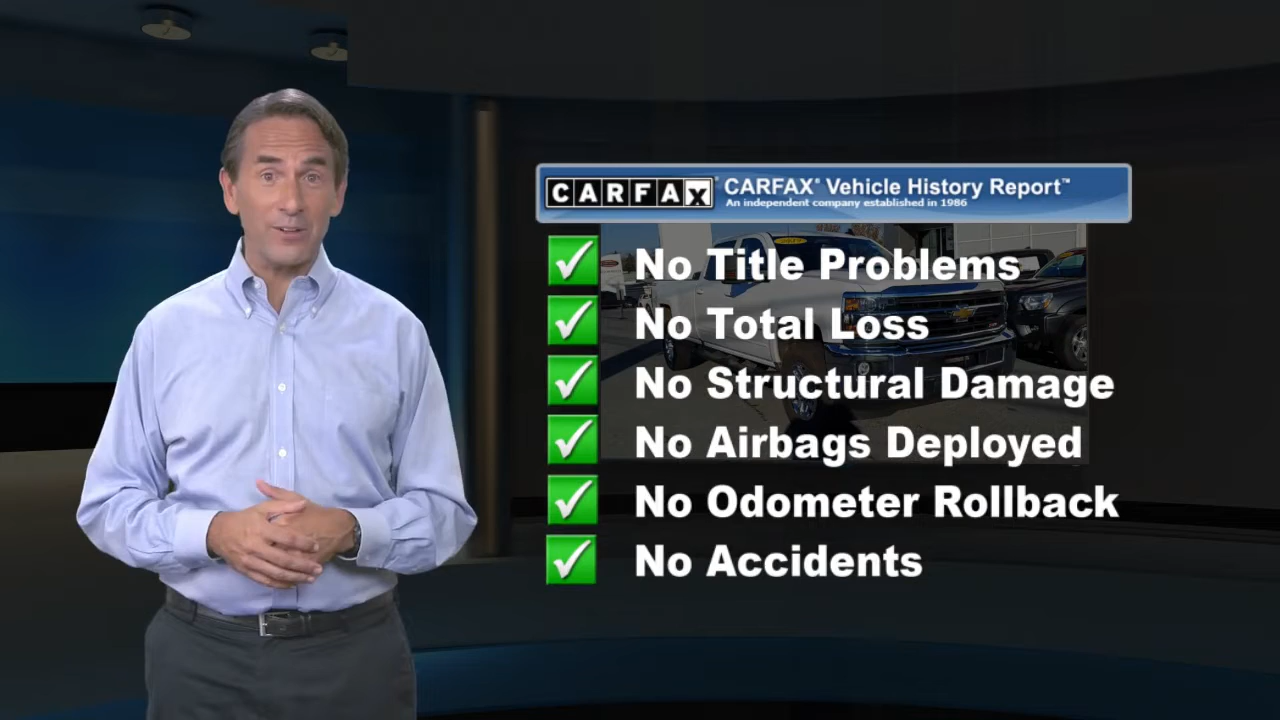 CARFAX® CARFAX® Vehicle History Report™
An independent company established in 1986
No Title Problems
No Total Loss
No Structural Damage
No Airbags Deployed
No Odometer Rollback
No Accidents